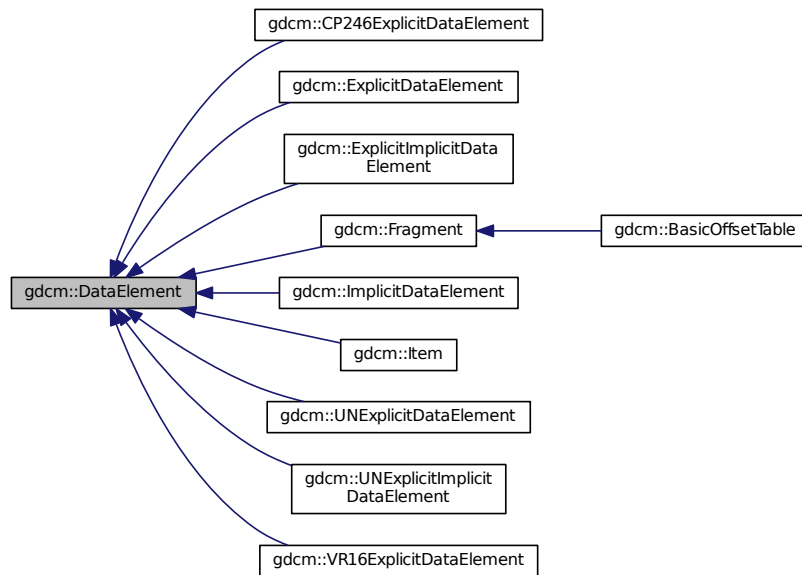 gdcm::CP246ExplicitDataElement
gdcm::ExplicitDataElement
gdcm::ExplicitImplicitData
Element
gdcm::Fragment
gdcm::BasicOffsetTable
gdcm::DataElement
gdcm::ImplicitDataElement
gdcm::Item
gdcm::UNExplicitDataElement
gdcm::UNExplicitImplicit
DataElement
gdcm::VR16ExplicitDataElement